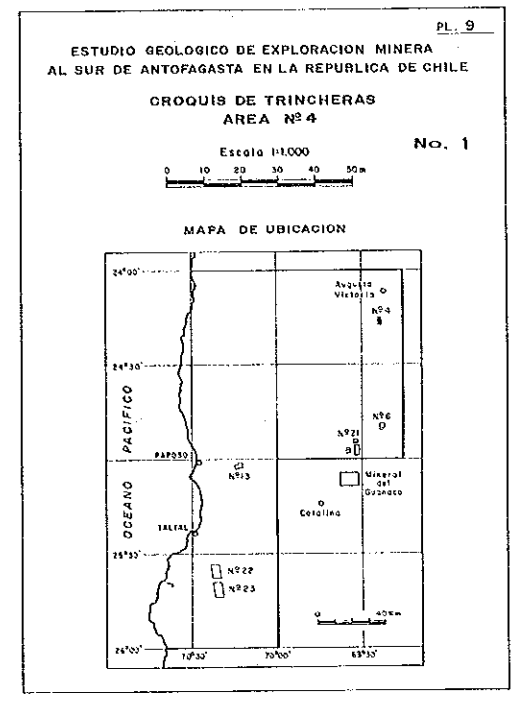 PL. 9
ESTUDIO GEOLOGICO DE EXPLORACION MINERA
AL SUR DE ANTOFAGASTA EN LA REPUBLICA DE CHILE
CROQUIS DE TRINCHERAS
AREA Nº 4
No. 1
Escala 1:1.000
0 10 20 30 40 50m
MAPA DE UBICACION
24°00'
Augusta
Victoria
Nº4
24°30'
OCEANO PACIFICO
Nº6
Nº21
a
PAPOSO
Nº13
Mineral
del
Guanaco
Catalina
TALTAL
25°30'
Nº22
Nº23
0 40Km
26°00'
70°30' 70°00' 69°30'